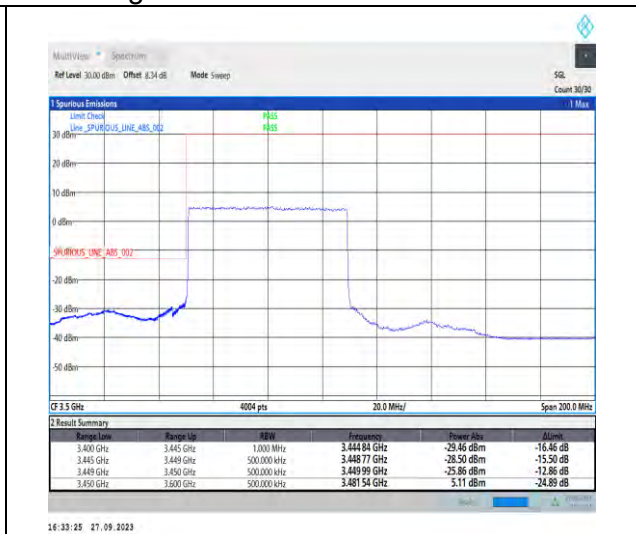 MultiView Spectrum
Ref Level 30.00 dBm Offset 8.34 dB Mode Sweep SGL
Count 30/30
1 Spurious Emissions 1 Max
Limit Check PASS
Line _SPURIOUS_LINE_ABS_002 PASS
30 dBm
20 dBm
10 dBm
0 dBm
_SPURIOUS_LINE_ABS_002
-20 dBm
-30 dBm
-40 dBm
-50 dBm
CF 3.5 GHz 4004 pts 20.0 MHz/ Span 200.0 MHz
2 Result Summary
Range Low Range Up RBW Frequency Power Abs ΔLimit
3.400 GHz 3.445 GHz 1.000 MHz 3.444 84 GHz -29.46 dBm -16.46 dB
3.445 GHz 3.449 GHz 500.000 kHz 3.448 77 GHz -28.50 dBm -15.50 dB
3.449 GHz 3.450 GHz 500.000 kHz 3.449 99 GHz -25.86 dBm -12.86 dB
3.450 GHz 3.600 GHz 500.000 kHz 3.481 54 GHz 5.11 dBm -24.89 dB
16:33:25 27.09.2023